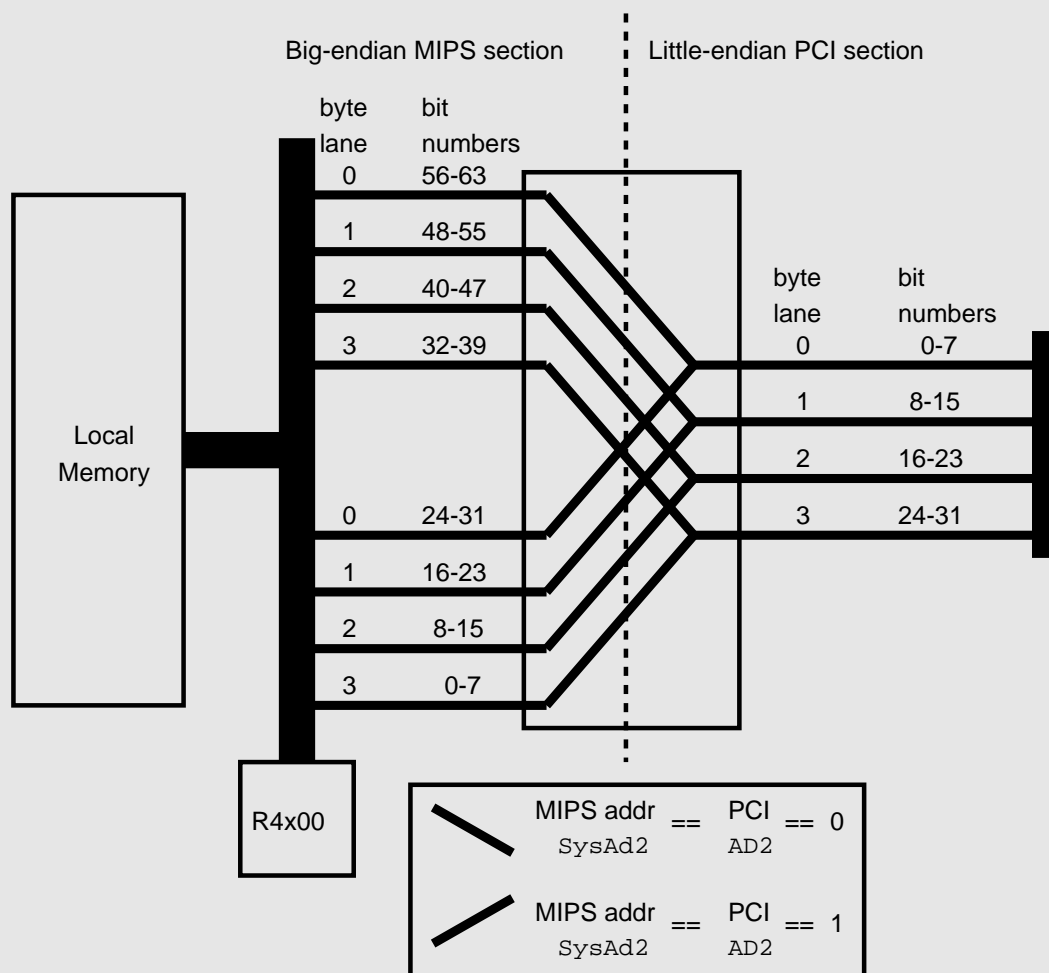 Big-endian MIPS section Little-endian PCI section
byte bit
lane numbers
0 56-63
1 48-55
2 40-47
3 32-39
byte bit
lane numbers
0 0-7
1 8-15
2 16-23
3 24-31
Local
Memory
0 24-31
1 16-23
2 8-15
3 0-7
R4x00
MIPS addr == PCI == 0
SysAd2 AD2
MIPS addr == PCI == 1
SysAd2 AD2